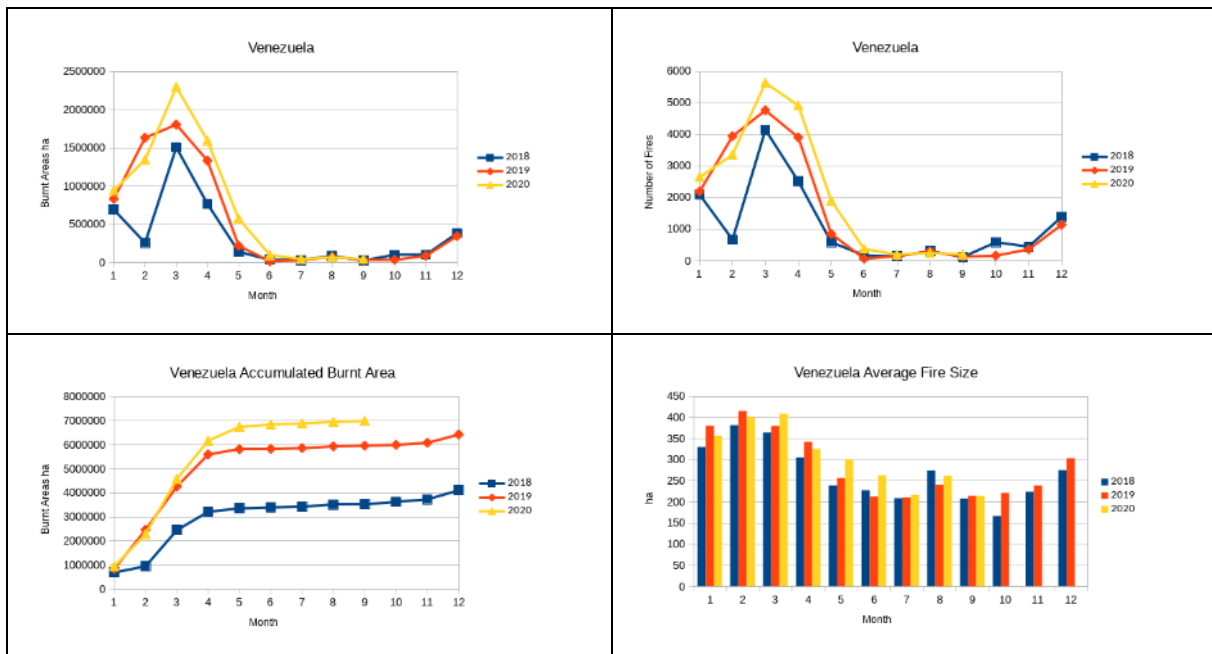 Venezuela
2500000
2000000
1500000
1000000
500000
0
Burnt Areas ha
1 2 3 4 5 6 7 8 9 10 11 12
Month
2018
2019
2020
Venezuela
6000
5000
4000
3000
2000
1000
0
Number of Fires
1 2 3 4 5 6 7 8 9 10 11 12
Month
2018
2019
2020
Venezuela Accumulated Burnt Area
8000000
7000000
6000000
5000000
4000000
3000000
2000000
1000000
0
Burnt Areas ha
1 2 3 4 5 6 7 8 9 10 11 12
Month
2018
2019
2020
Venezuela Average Fire Size
450
400
350
300
250
200
150
100
50
0
ha
1 2 3 4 5 6 7 8 9 10 11 12
Month
2018
2019
2020